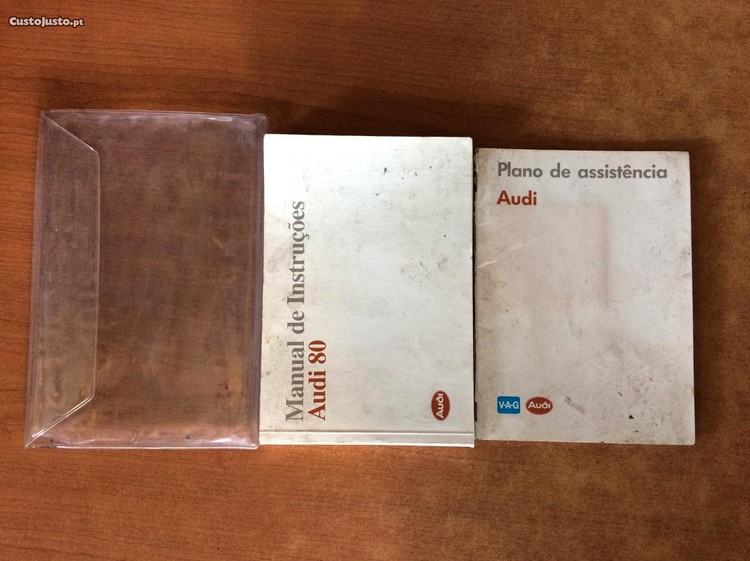 CustoJusto.pt
Manual de Instruções
Audi 80
Audi
Plano de assistência
Audi
V·A·G
Audi